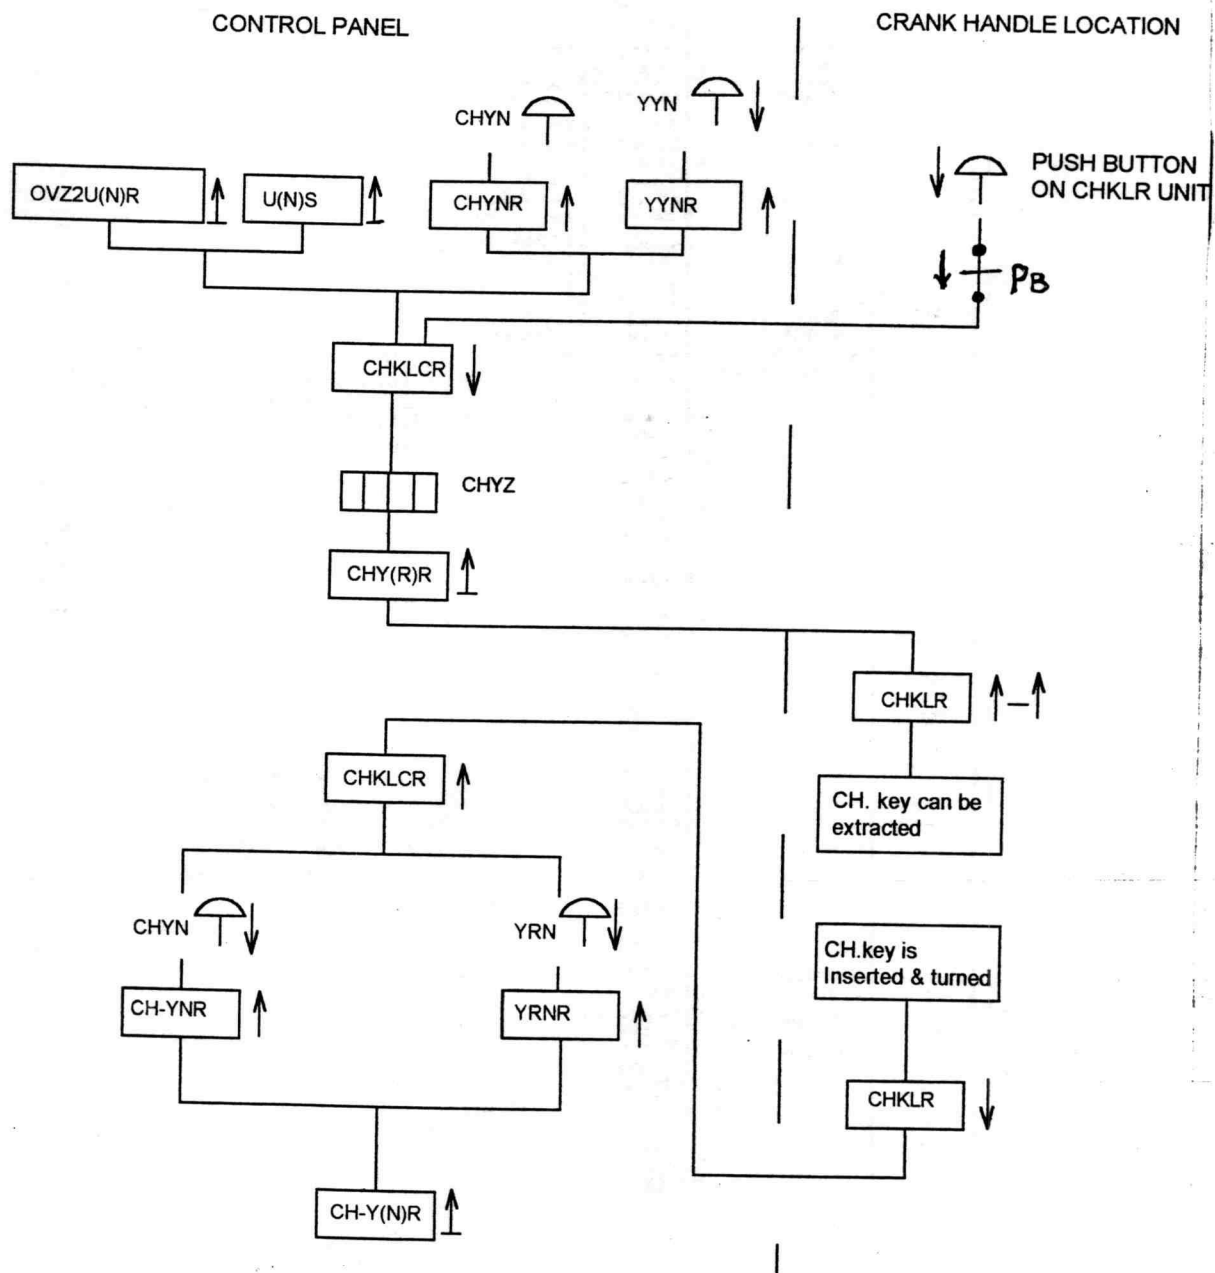 CONTROL PANEL
CRANK HANDLE LOCATION
CHYN
YYN
PUSH BUTTON
ON CHKLR UNIT
OVZ2U(N)R
U(N)S
CHYNR
YYNR
PB
CHKLCR
CHYZ
CHY(R)R
CHKLR
CHKLCR
CH. key can be
extracted
CHYN
YRN
CH.key is
Inserted & turned
CH-YNR
YRNR
CHKLR
CH-Y(N)R